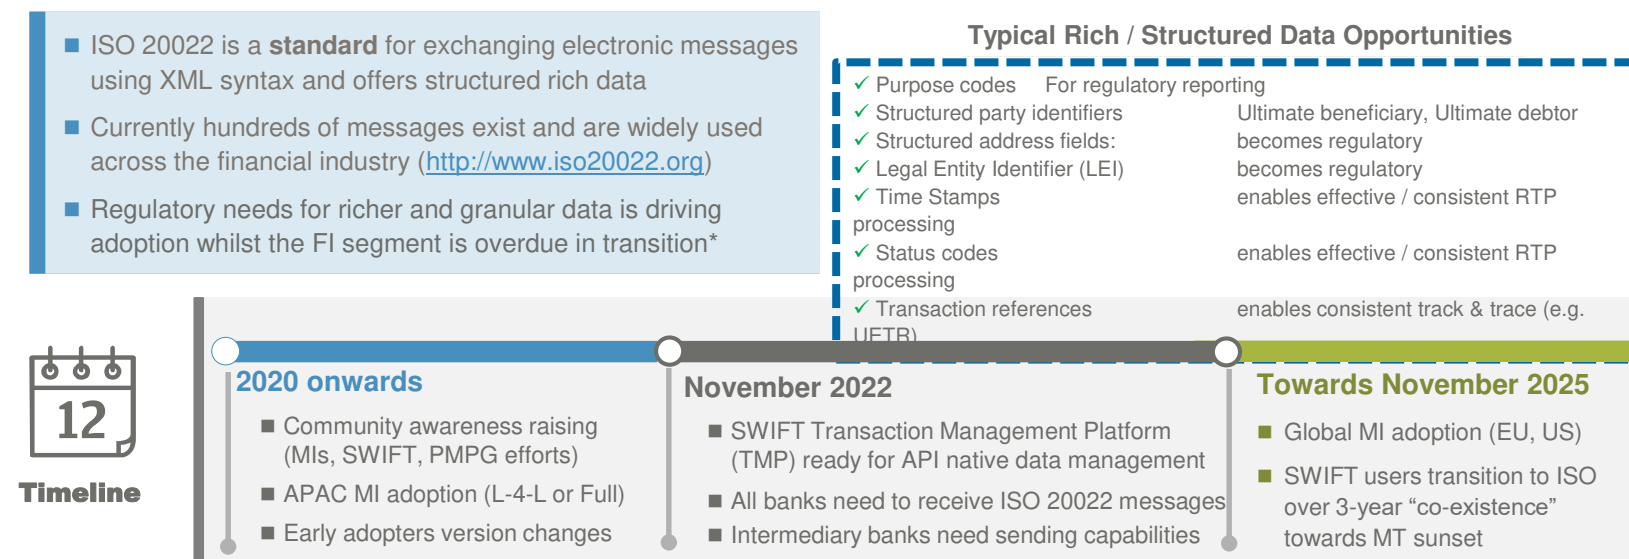 ■ ISO 20022 is a standard for exchanging electronic messages
using XML syntax and offers structured rich data
■ Currently hundreds of messages exist and are widely used
across the financial industry (http://www.iso20022.org)
■ Regulatory needs for richer and granular data is driving
adoption whilst the FI segment is overdue in transition*
Typical Rich / Structured Data Opportunities
✓ Purpose codes For regulatory reporting
✓ Structured party identifiers Ultimate beneficiary, Ultimate debtor
✓ Structured address fields: becomes regulatory
✓ Legal Entity Identifier (LEI) becomes regulatory
✓ Time Stamps enables effective / consistent RTP
processing
✓ Status codes enables effective / consistent RTP
processing
✓ Transaction references enables consistent track & trace (e.g.
UETR)
12
Timeline
2020 onwards
■ Community awareness raising
(MIs, SWIFT, PMPG efforts)
■ APAC MI adoption (L-4-L or Full)
■ Early adopters version changes
November 2022
■ SWIFT Transaction Management Platform
(TMP) ready for API native data management
■ All banks need to receive ISO 20022 messages
■ Intermediary banks need sending capabilities
Towards November 2025
■ Global MI adoption (EU, US)
■ SWIFT users transition to ISO
over 3-year “co-existence”
towards MT sunset